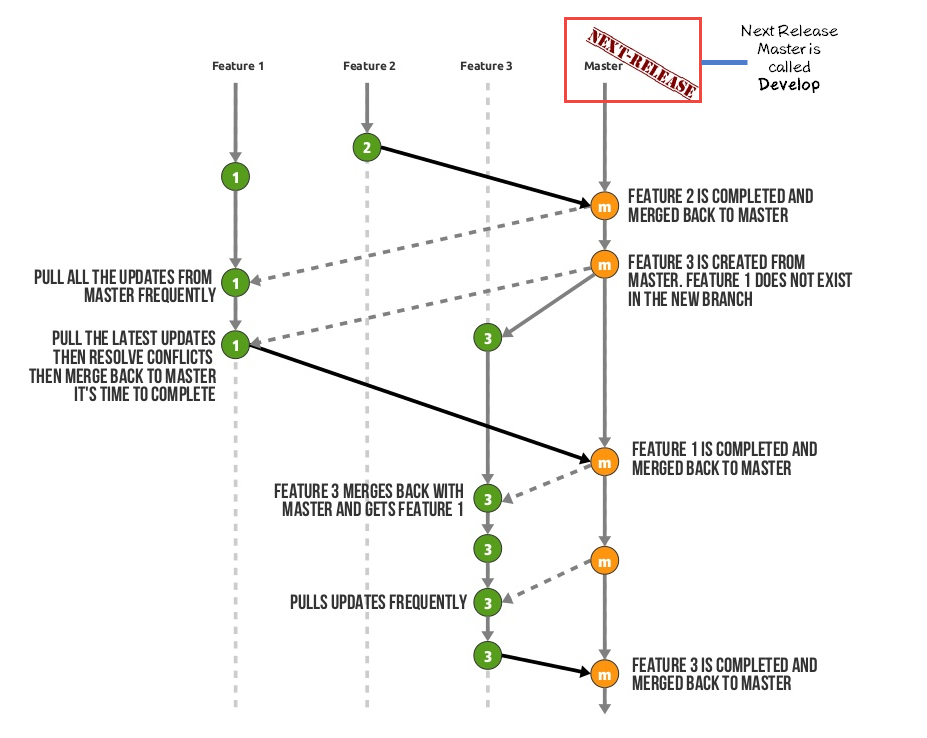 Next Release
Master is
called
Develop
NEXT-RELEASE
Feature 1
Feature 2
Feature 3
Master
2
1
m
FEATURE 2 IS COMPLETED AND
MERGED BACK TO MASTER
m
FEATURE 3 IS CREATED FROM
MASTER. FEATURE 1 DOES NOT EXIST
IN THE NEW BRANCH
PULL ALL THE UPDATES FROM
MASTER FREQUENTLY
1
PULL THE LATEST UPDATES
THEN RESOLVE CONFLICTS
THEN MERGE BACK TO MASTER
IT'S TIME TO COMPLETE
1
3
m
FEATURE 1 IS COMPLETED AND
MERGED BACK TO MASTER
FEATURE 3 MERGES BACK WITH
MASTER AND GETS FEATURE 1
3
3
m
PULLS UPDATES FREQUENTLY
3
3
m
FEATURE 3 IS COMPLETED AND
MERGED BACK TO MASTER